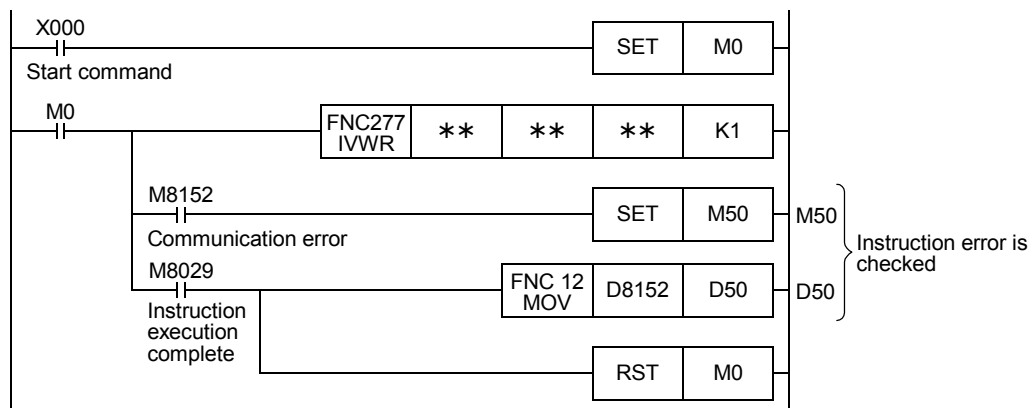 X000
SET M0
Start command
M0
FNC277
IVWR
** ** ** K1
M8152
SET M50 M50
Communication error
Instruction error is
checked
M8029
FNC 12
MOV
D8152 D50 D50
Instruction
execution
complete
RST M0